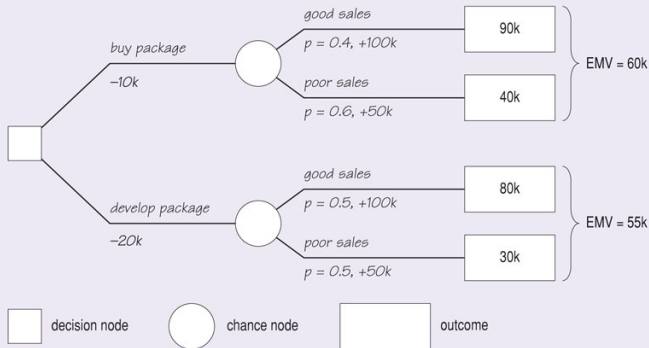 buy package
−10k
good sales
p = 0.4, +100k
90k
poor sales
p = 0.6, +50k
40k
EMV = 60k
develop package
−20k
good sales
p = 0.5, +100k
80k
poor sales
p = 0.5, +50k
30k
EMV = 55k
decision node
chance node
outcome